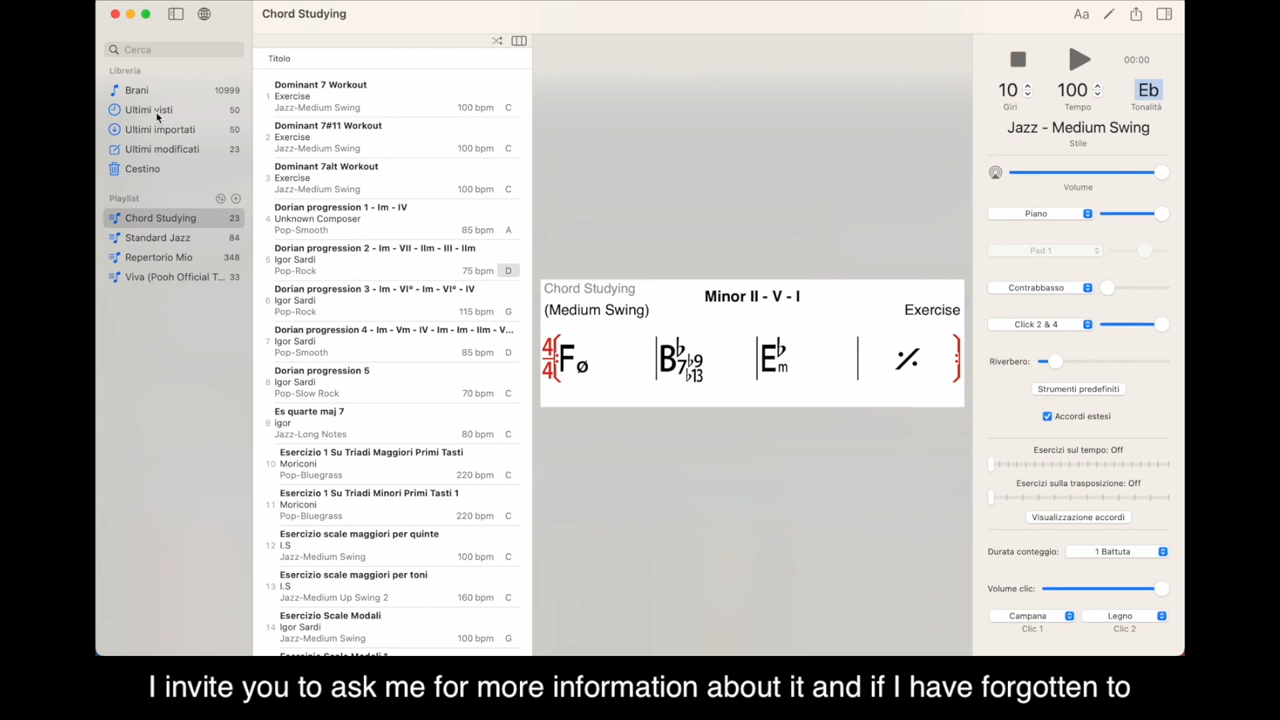 Chord Studying
Aa
Cerca
Libreria
Brani 10999
Ultimi visti 50
Ultimi importati 50
Ultimi modificati 23
Cestino
Playlist
Chord Studying 23
Standard Jazz 84
Repertorio Mio 348
Viva (Pooh Official T... 33
Titolo
Dominant 7 Workout
1 Exercise
Jazz-Medium Swing 100 bpm C
Dominant 7#11 Workout
2 Exercise
Jazz-Medium Swing 100 bpm C
Dominant 7alt Workout
3 Exercise
Jazz-Medium Swing 100 bpm C
Dorian progression 1 - Im - IV
4 Unknown Composer
Pop-Smooth 85 bpm A
Dorian progression 2 - Im - VII - IIm - III - IIm
5 Igor Sardi
Pop-Rock 75 bpm D
Dorian progression 3 - Im - VIº - Im - VIº - IV
6 Igor Sardi
Pop-Rock 115 bpm G
Dorian progression 4 - Im - Vm - IV - Im - Im - IIm - V...
7 Igor Sardi
Pop-Smooth 85 bpm D
Dorian progression 5
8 Igor Sardi
Pop-Slow Rock 70 bpm C
Es quarte maj 7
9 igor
Jazz-Long Notes 80 bpm C
Esercizio 1 Su Triadi Maggiori Primi Tasti
10 Moriconi
Pop-Bluegrass 220 bpm C
Esercizio 1 Su Triadi Minori Primi Tasti 1
11 Moriconi
Pop-Bluegrass 220 bpm C
Esercizio scale maggiori per quinte
12 I.S
Jazz-Medium Swing 100 bpm C
Esercizio scale maggiori per toni
13 I.S
Jazz-Medium Up Swing 2 160 bpm C
Esercizio Scale Modali
14 Igor Sardi
Jazz-Medium Swing 100 bpm G
Chord Studying
Minor II - V - I
(Medium Swing) Exercise
4/4 Fø B♭7♭9♭13 E♭m
00:00
10 100 Eb
Giri Tempo Tonalità
Jazz - Medium Swing
Stile
Volume
Piano
Pad 1
Contrabbasso
Click 2 & 4
Riverbero:
Strumenti predefiniti
Accordi estesi
Esercizi sul tempo: Off
Esercizi sulla trasposizione: Off
Visualizzazione accordi
Durata conteggio: 1 Battuta
Volume clic:
Campana Legno
Clic 1 Clic 2
I invite you to ask me for more information about it and if I have forgotten to